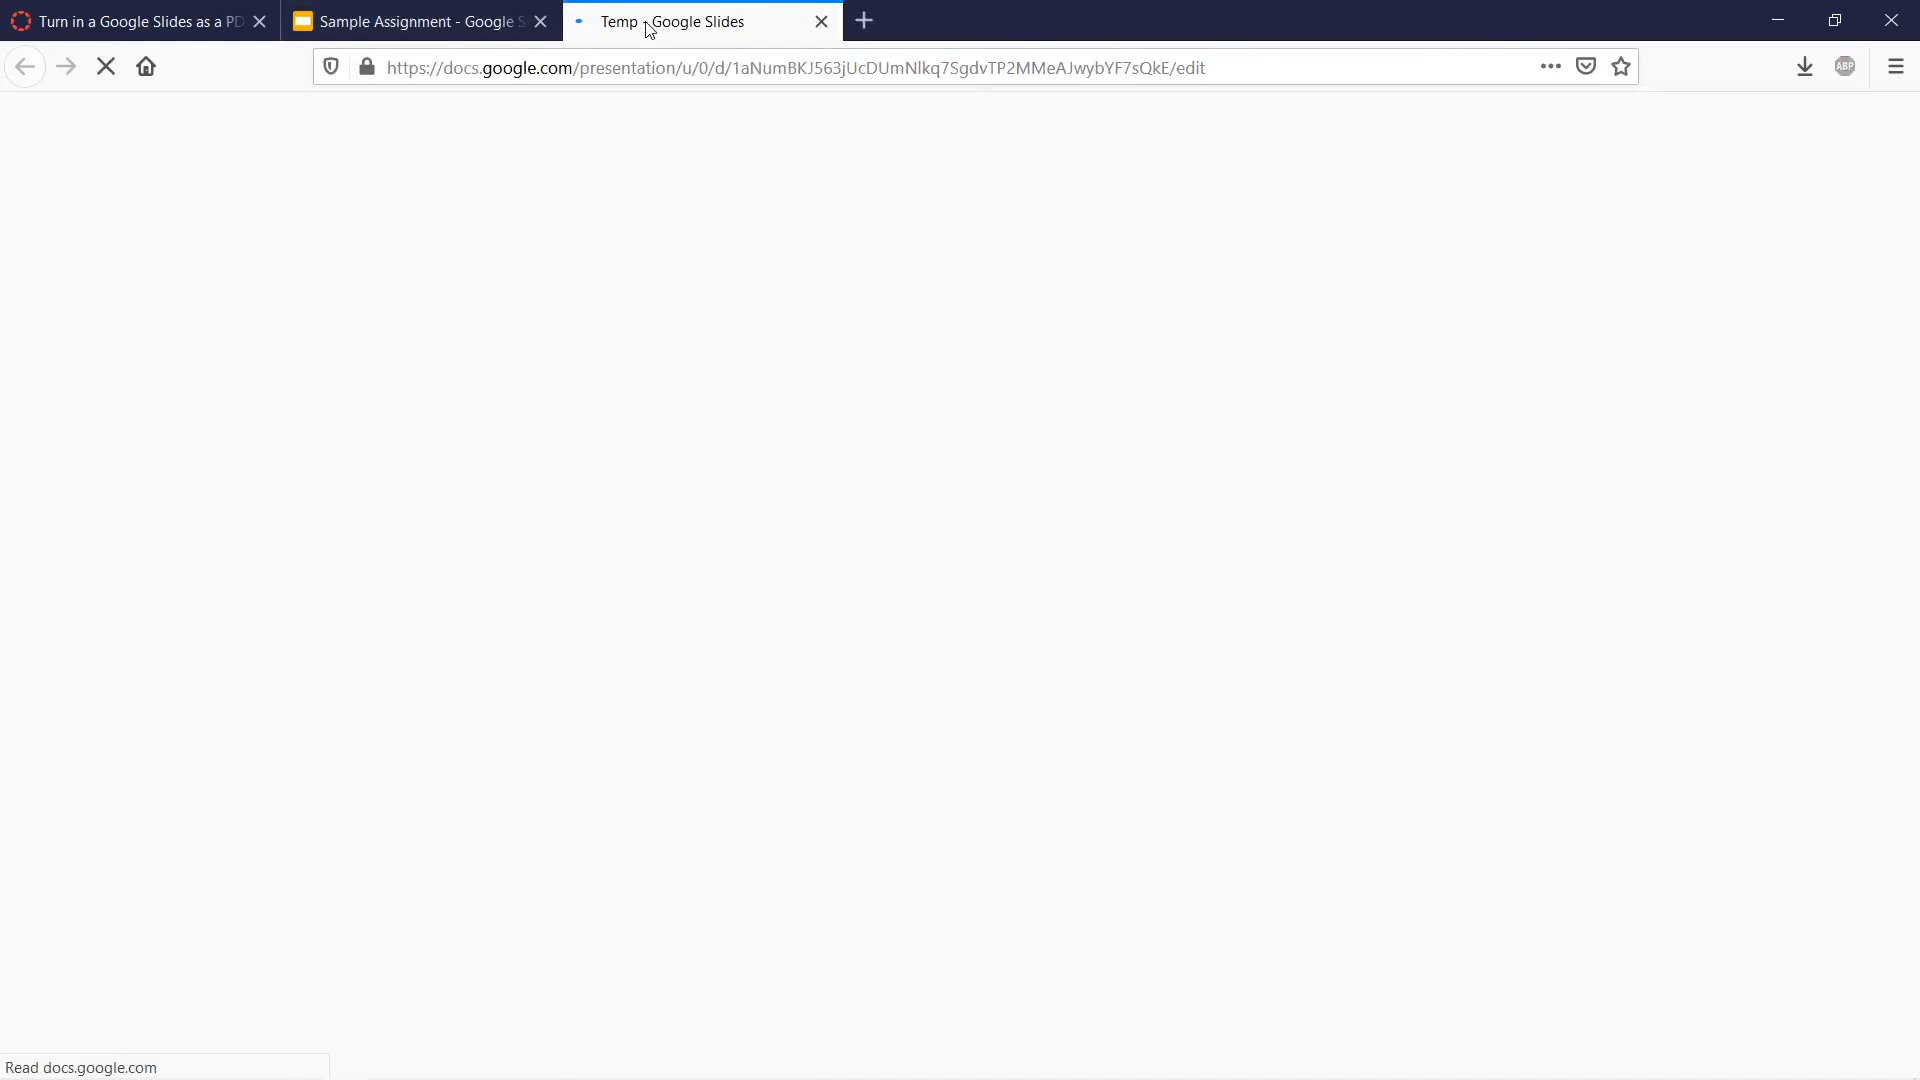 Turn in a Google Slides as a PD
Sample Assignment - Google S
Temp - Google Slides
https://docs.google.com/presentation/u/0/d/1aNumBKJ563jUcDUmNlkq7SgdvTP2MMeAJwybYF7sQkE/edit
ABP
Read docs.google.com